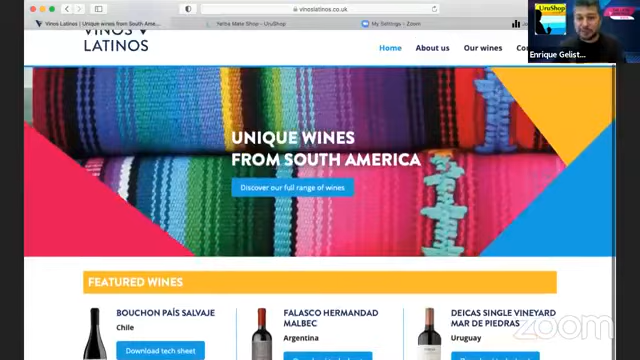 vinoslatinos.co.uk
Vinos Latinos | Unique wines from South Ame...
Yerba Mate Shop - UruShop
My Settings - Zoom
UruShop
Enrique Gelist...
VINOS
LATINOS
Home
About us
Our wines
UNIQUE WINES
FROM SOUTH AMERICA
Discover our full range of wines
FEATURED WINES
BOUCHON PAÍS SALVAJE
Chile
Download tech sheet
FALASCO HERMANDAD
MALBEC
Argentina
DEICAS SINGLE VINEYARD
MAR DE PIEDRAS
Uruguay
zoom